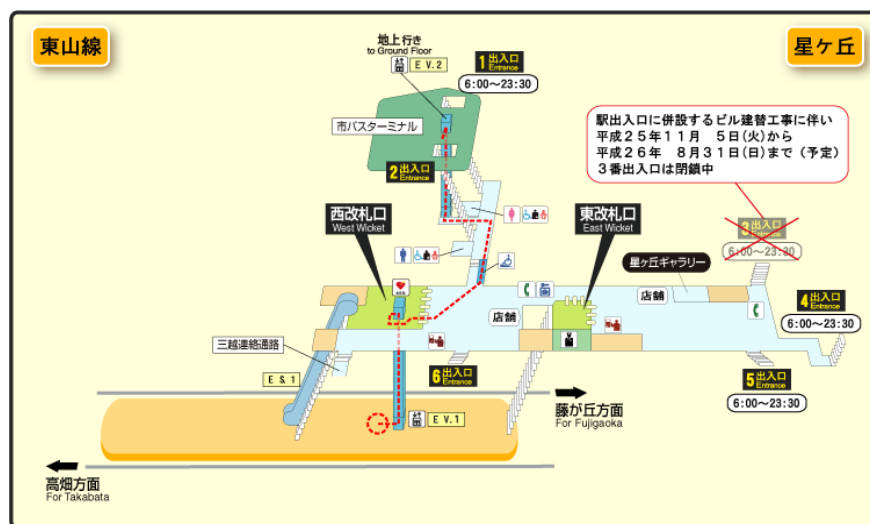 東山線
星ケ丘
地上行き
to Ground Floor
E V.2
1 出入口
Entrance
6:00～23:30
市バスターミナル
駅出入口に併設するビル建替工事に伴い
平成25年11月 5日(火)から
平成26年 8月31日(日)まで(予定)
3番出入口は閉鎖中
2 出入口
Entrance
西改札口
West Wicket
東改札口
East Wicket
3 出入口
Entrance
6:00～23:30
星ヶ丘ギャラリー
店舗
店舗
4 出入口
Entrance
6:00～23:30
三越連絡通路
E S.1
6 出入口
Entrance
5 出入口
Entrance
6:00～23:30
藤が丘方面
For Fujigaoka
E V.1
高畑方面
For Takabata